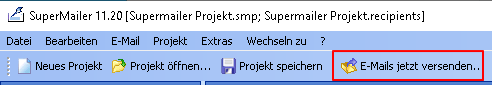 SuperMailer 11.20 [Supermailer Projekt.smp; Supermailer Projekt.recipients]
Datei Bearbeiten E-Mail Projekt Extras Wechseln zu ?
Neues Projekt Projekt öffnen... Projekt speichern E-Mails jetzt versenden..